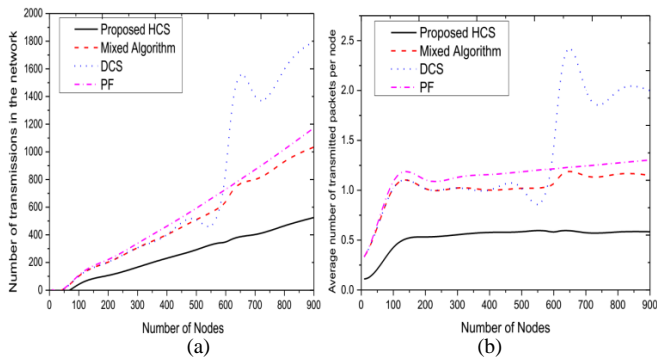 Number of transmissions in the network
2000
1800
1600
1400
1200
1000
800
600
400
200
0
Proposed HCS
Mixed Algorithm
DCS
PF
0 100 200 300 400 500 600 700 800 900
Number of Nodes
(a)
Average number of transmitted packets per node
2.5
2.0
1.5
1.0
0.5
0.0
Proposed HCS
Mixed Algorithm
DCS
PF
0 100 200 300 400 500 600 700 800 900
Number of Nodes
(b)